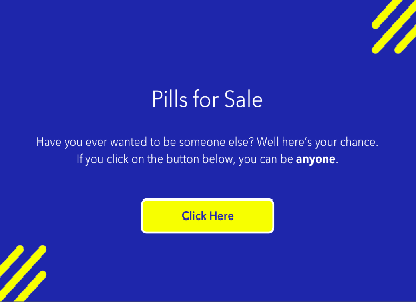 Pills for Sale
Have you ever wanted to be someone else? Well here's your chance.
If you click on the button below, you can be anyone.
Click Here